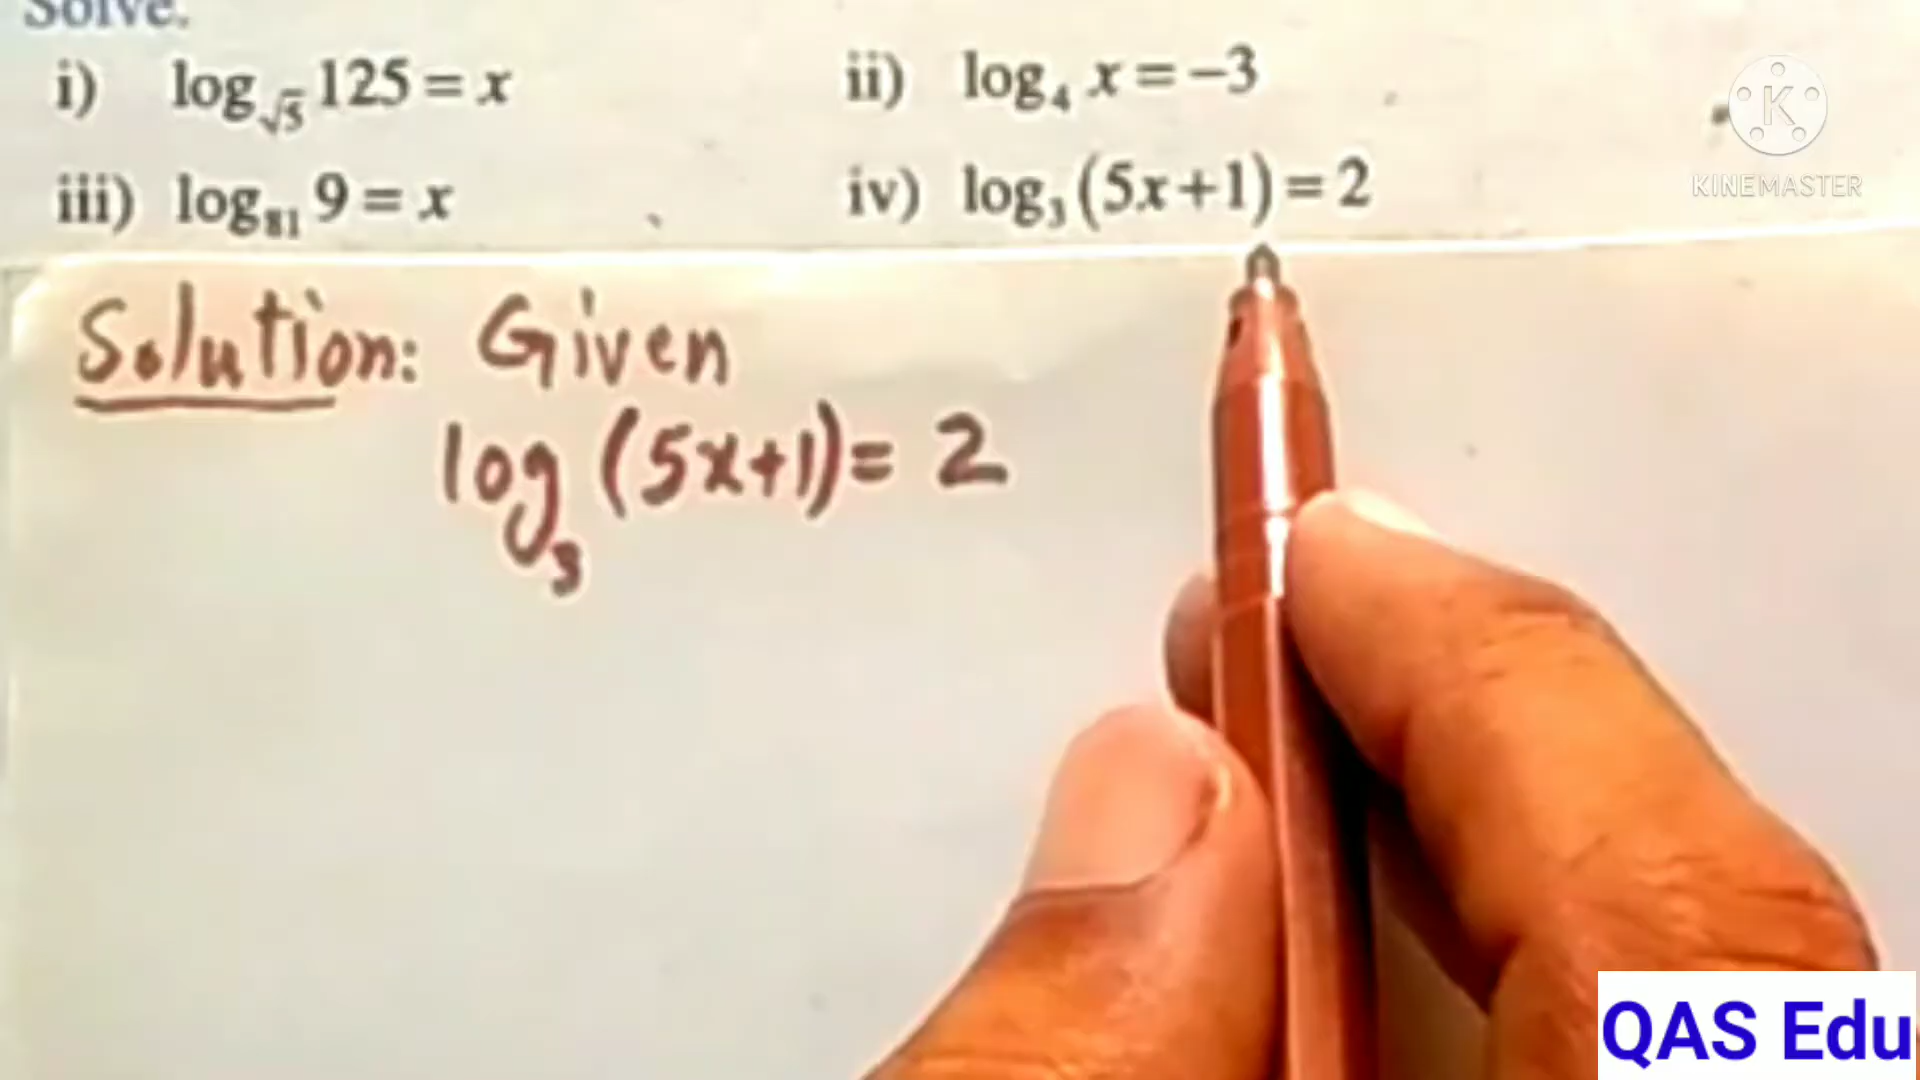 Solve:
i) log√5 125 = x
ii) log4 x = −3
iii) log81 9 = x
iv) log3 (5x+1) = 2
Solution: Given
log3 (5x+1) = 2
K
KINEMASTER
QAS Edu